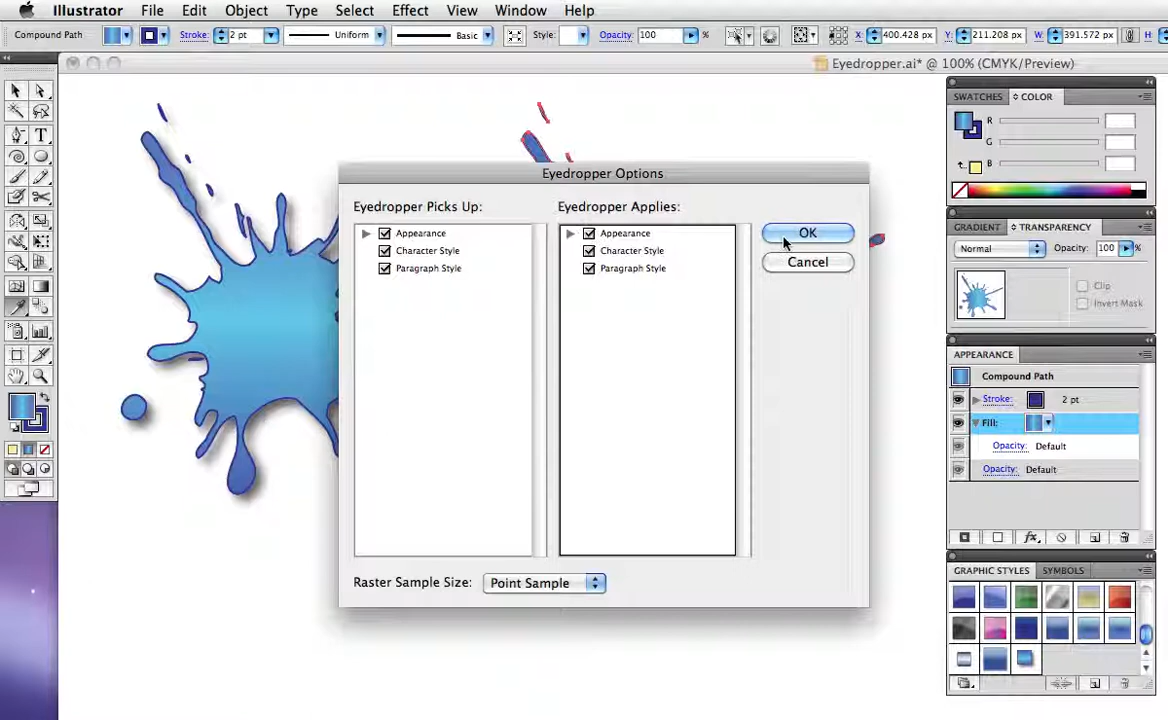 Illustrator File Edit Object Type Select Effect View Window Help
Compound Path Stroke: 2 pt Uniform Basic Style: Opacity: 100 % X: 400.428 px Y: 211.208 px W: 391.572 px H:
Eyedropper.ai* @ 100% (CMYK/Preview)
SWATCHES COLOR
R
G
B
Eyedropper Options
Eyedropper Picks Up: Eyedropper Applies:
Appearance
Character Style
Paragraph Style
Appearance
Character Style
Paragraph Style
OK
Cancel
Raster Sample Size: Point Sample
GRADIENT TRANSPARENCY
Normal Opacity: 100
Clip
Invert Mask
APPEARANCE
Compound Path
Stroke: 2 pt
Fill:
Opacity: Default
Opacity: Default
fx
GRAPHIC STYLES SYMBOLS
T